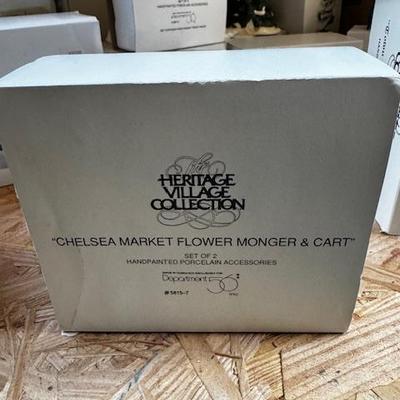 The
HERITAGE
VILLAGE
COLLECTION
"CHELSEA MARKET FLOWER MONGER & CART"
SET OF 2
HANDPAINTED PORCELAIN ACCESSORIES
Department 56
#5815-7